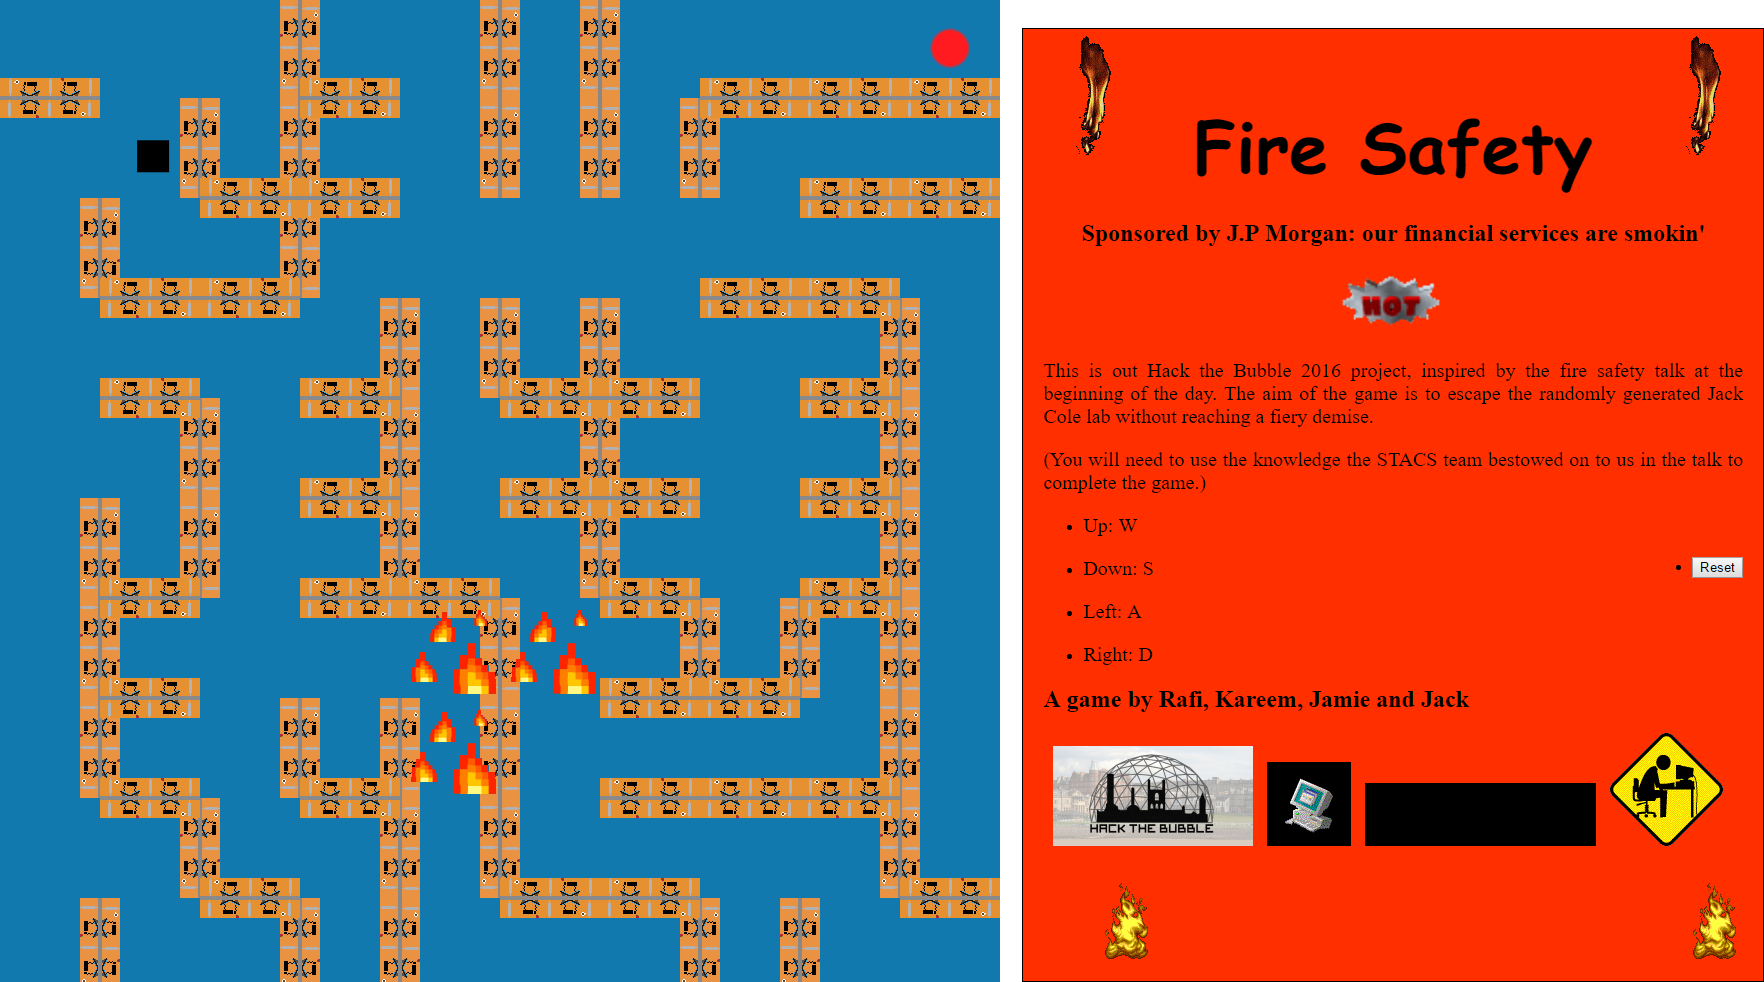 Fire Safety
Sponsored by J.P Morgan: our financial services are smokin'
HOT
This is out Hack the Bubble 2016 project, inspired by the fire safety talk at the
beginning of the day. The aim of the game is to escape the randomly generated Jack
Cole lab without reaching a fiery demise.
(You will need to use the knowledge the STACS team bestowed on to us in the talk to
complete the game.)
Up: W
Down: S
Reset
Left: A
Right: D
A game by Rafi, Kareem, Jamie and Jack
HACK THE BUBBLE